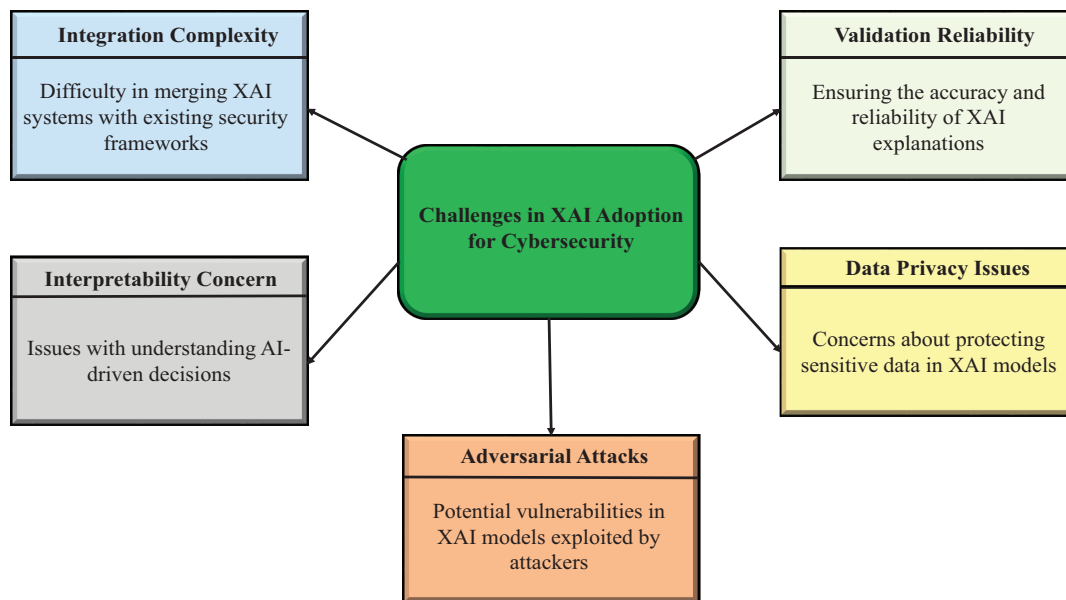 Integration Complexity
Difficulty in merging XAI
systems with existing security
frameworks
Validation Reliability
Ensuring the accuracy and
reliability of XAI
explanations
Challenges in XAI Adoption
for Cybersecurity
Interpretability Concern
Issues with understanding AI-
driven decisions
Data Privacy Issues
Concerns about protecting
sensitive data in XAI models
Adversarial Attacks
Potential vulnerabilities in
XAI models exploited by
attackers